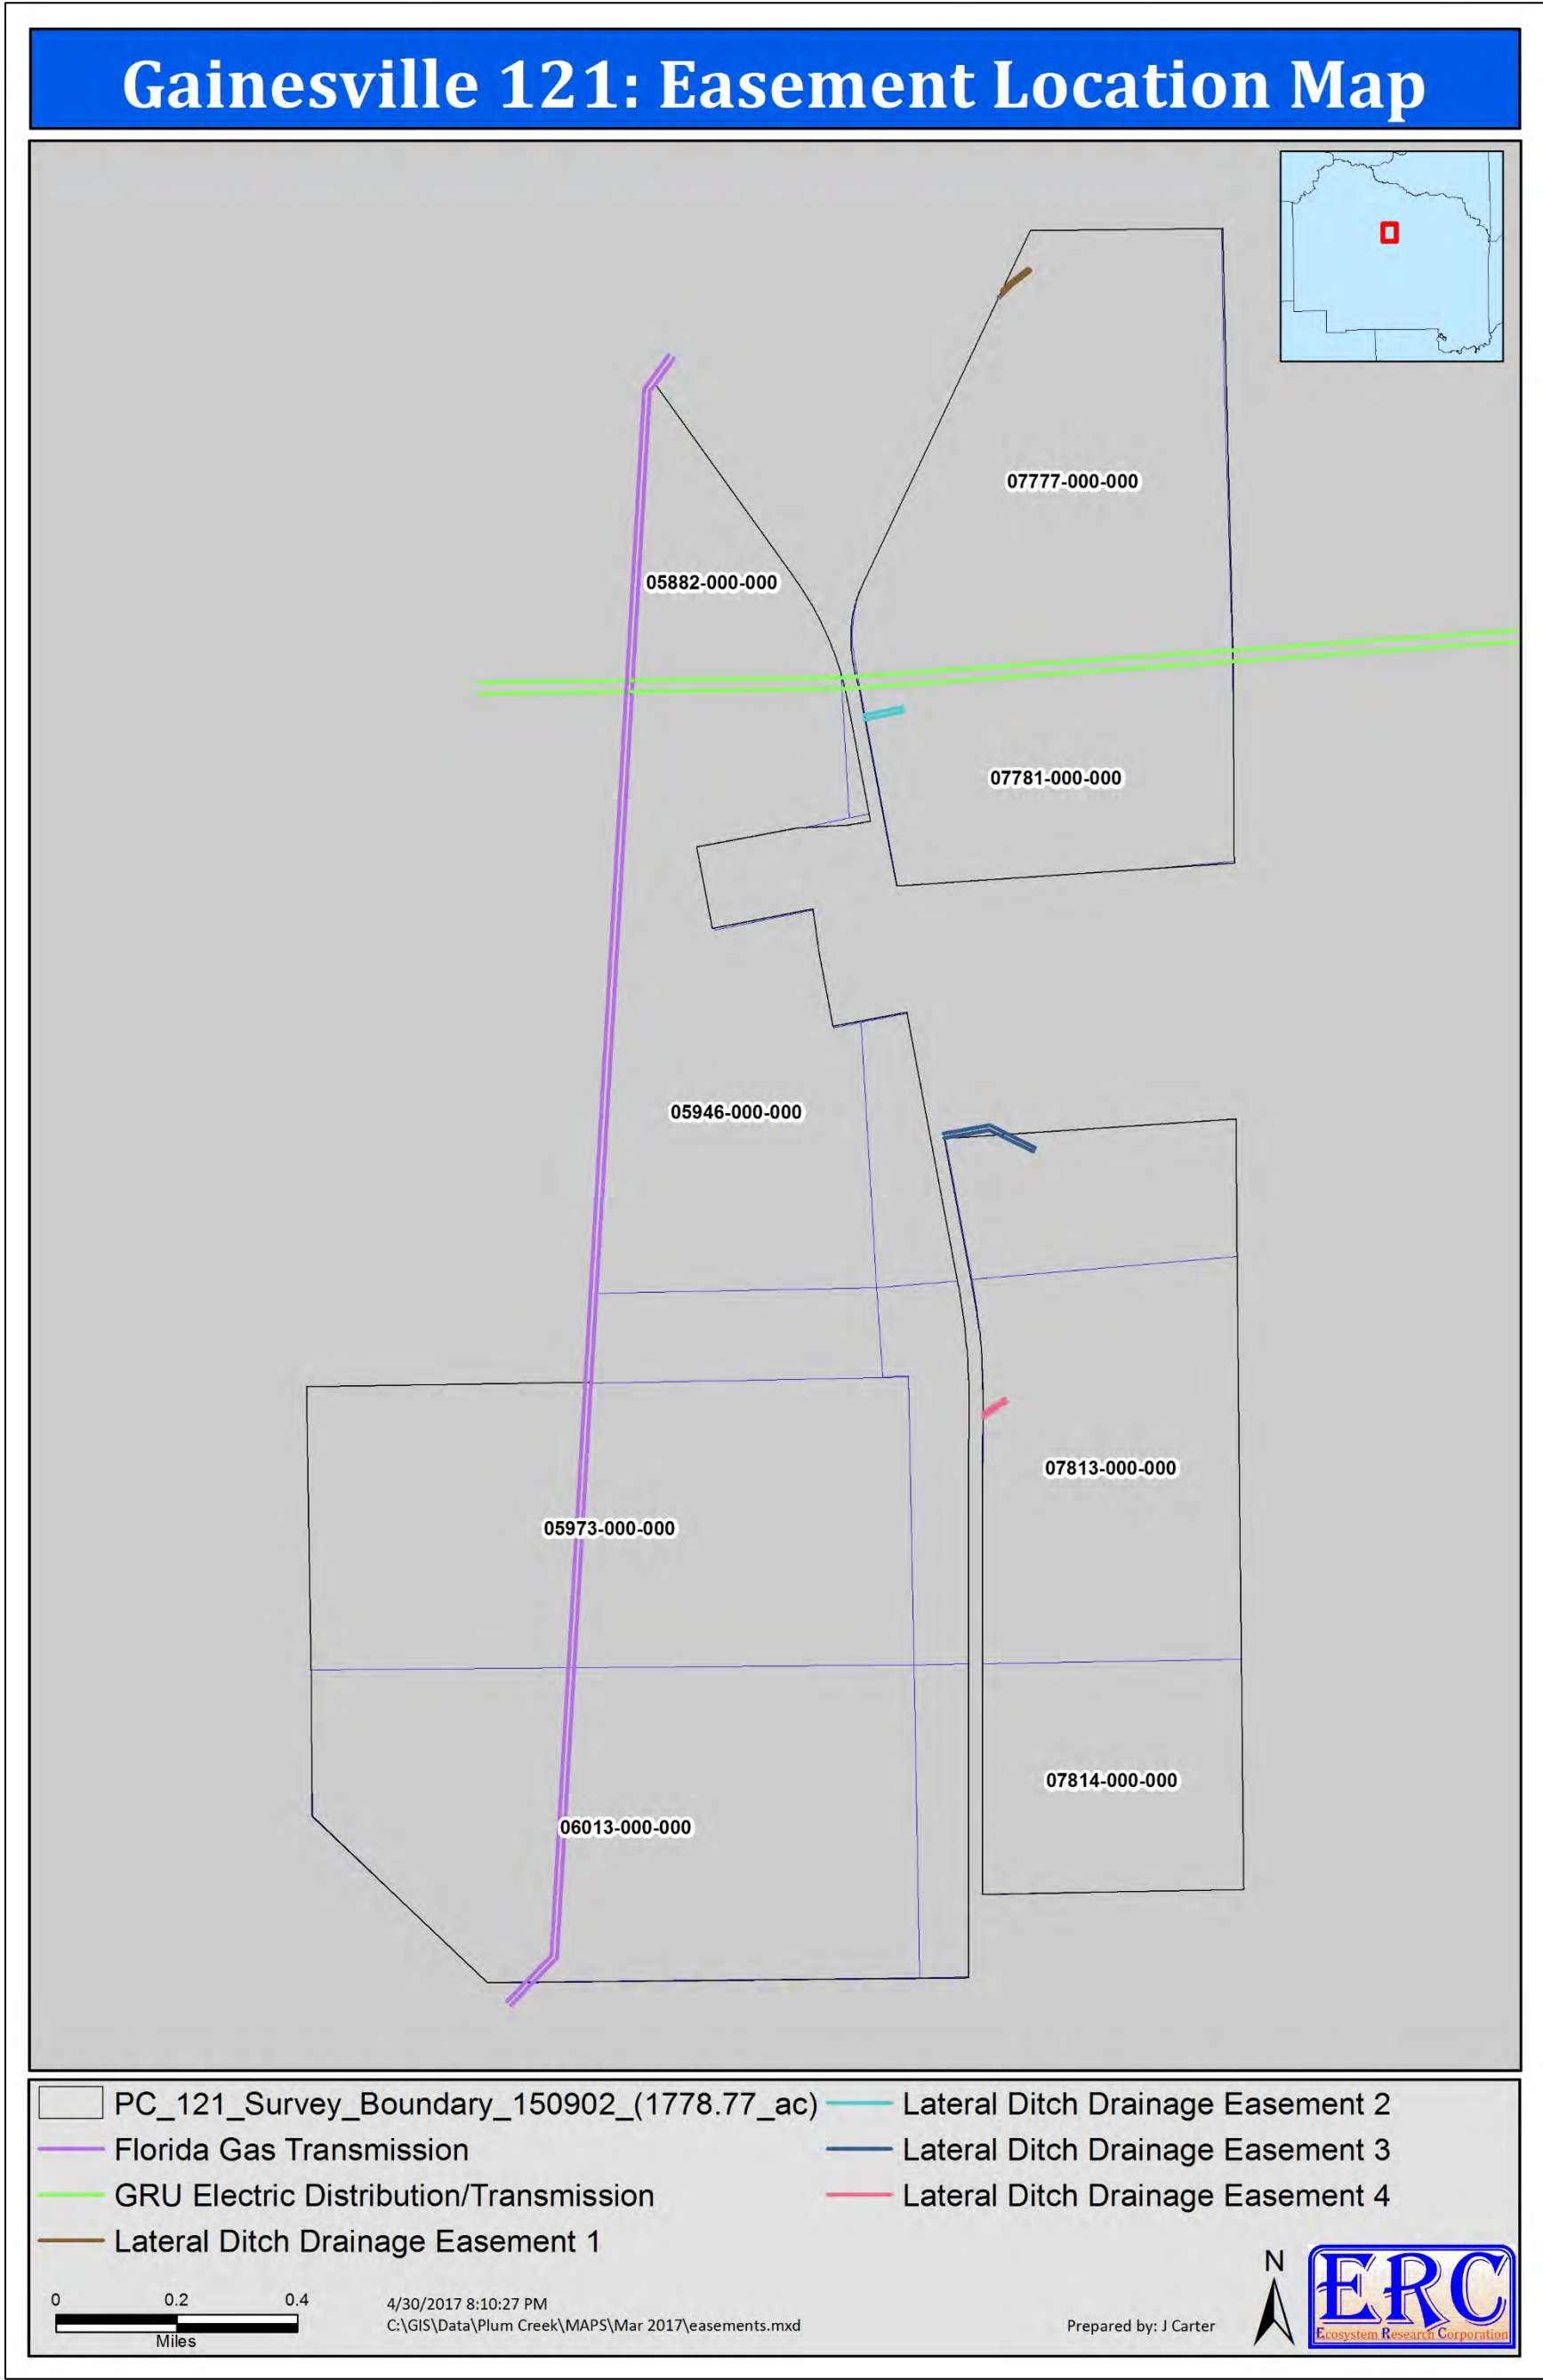 Gainesville 121: Easement Location Map
07777-000-000
05882-000-000
07781-000-000
05946-000-000
07813-000-000
05973-000-000
07814-000-000
06013-000-000
PC_121_Survey_Boundary_150902_(1778.77_ac)
Florida Gas Transmission
GRU Electric Distribution/Transmission
Lateral Ditch Drainage Easement 1
Lateral Ditch Drainage Easement 2
Lateral Ditch Drainage Easement 3
Lateral Ditch Drainage Easement 4
0 0.2 0.4
Miles
4/30/2017 8:10:27 PM
C:\GIS\Data\Plum Creek\MAPS\Mar 2017\easements.mxd
Prepared by: J Carter
N
ERC
Ecosystem Research Corporation